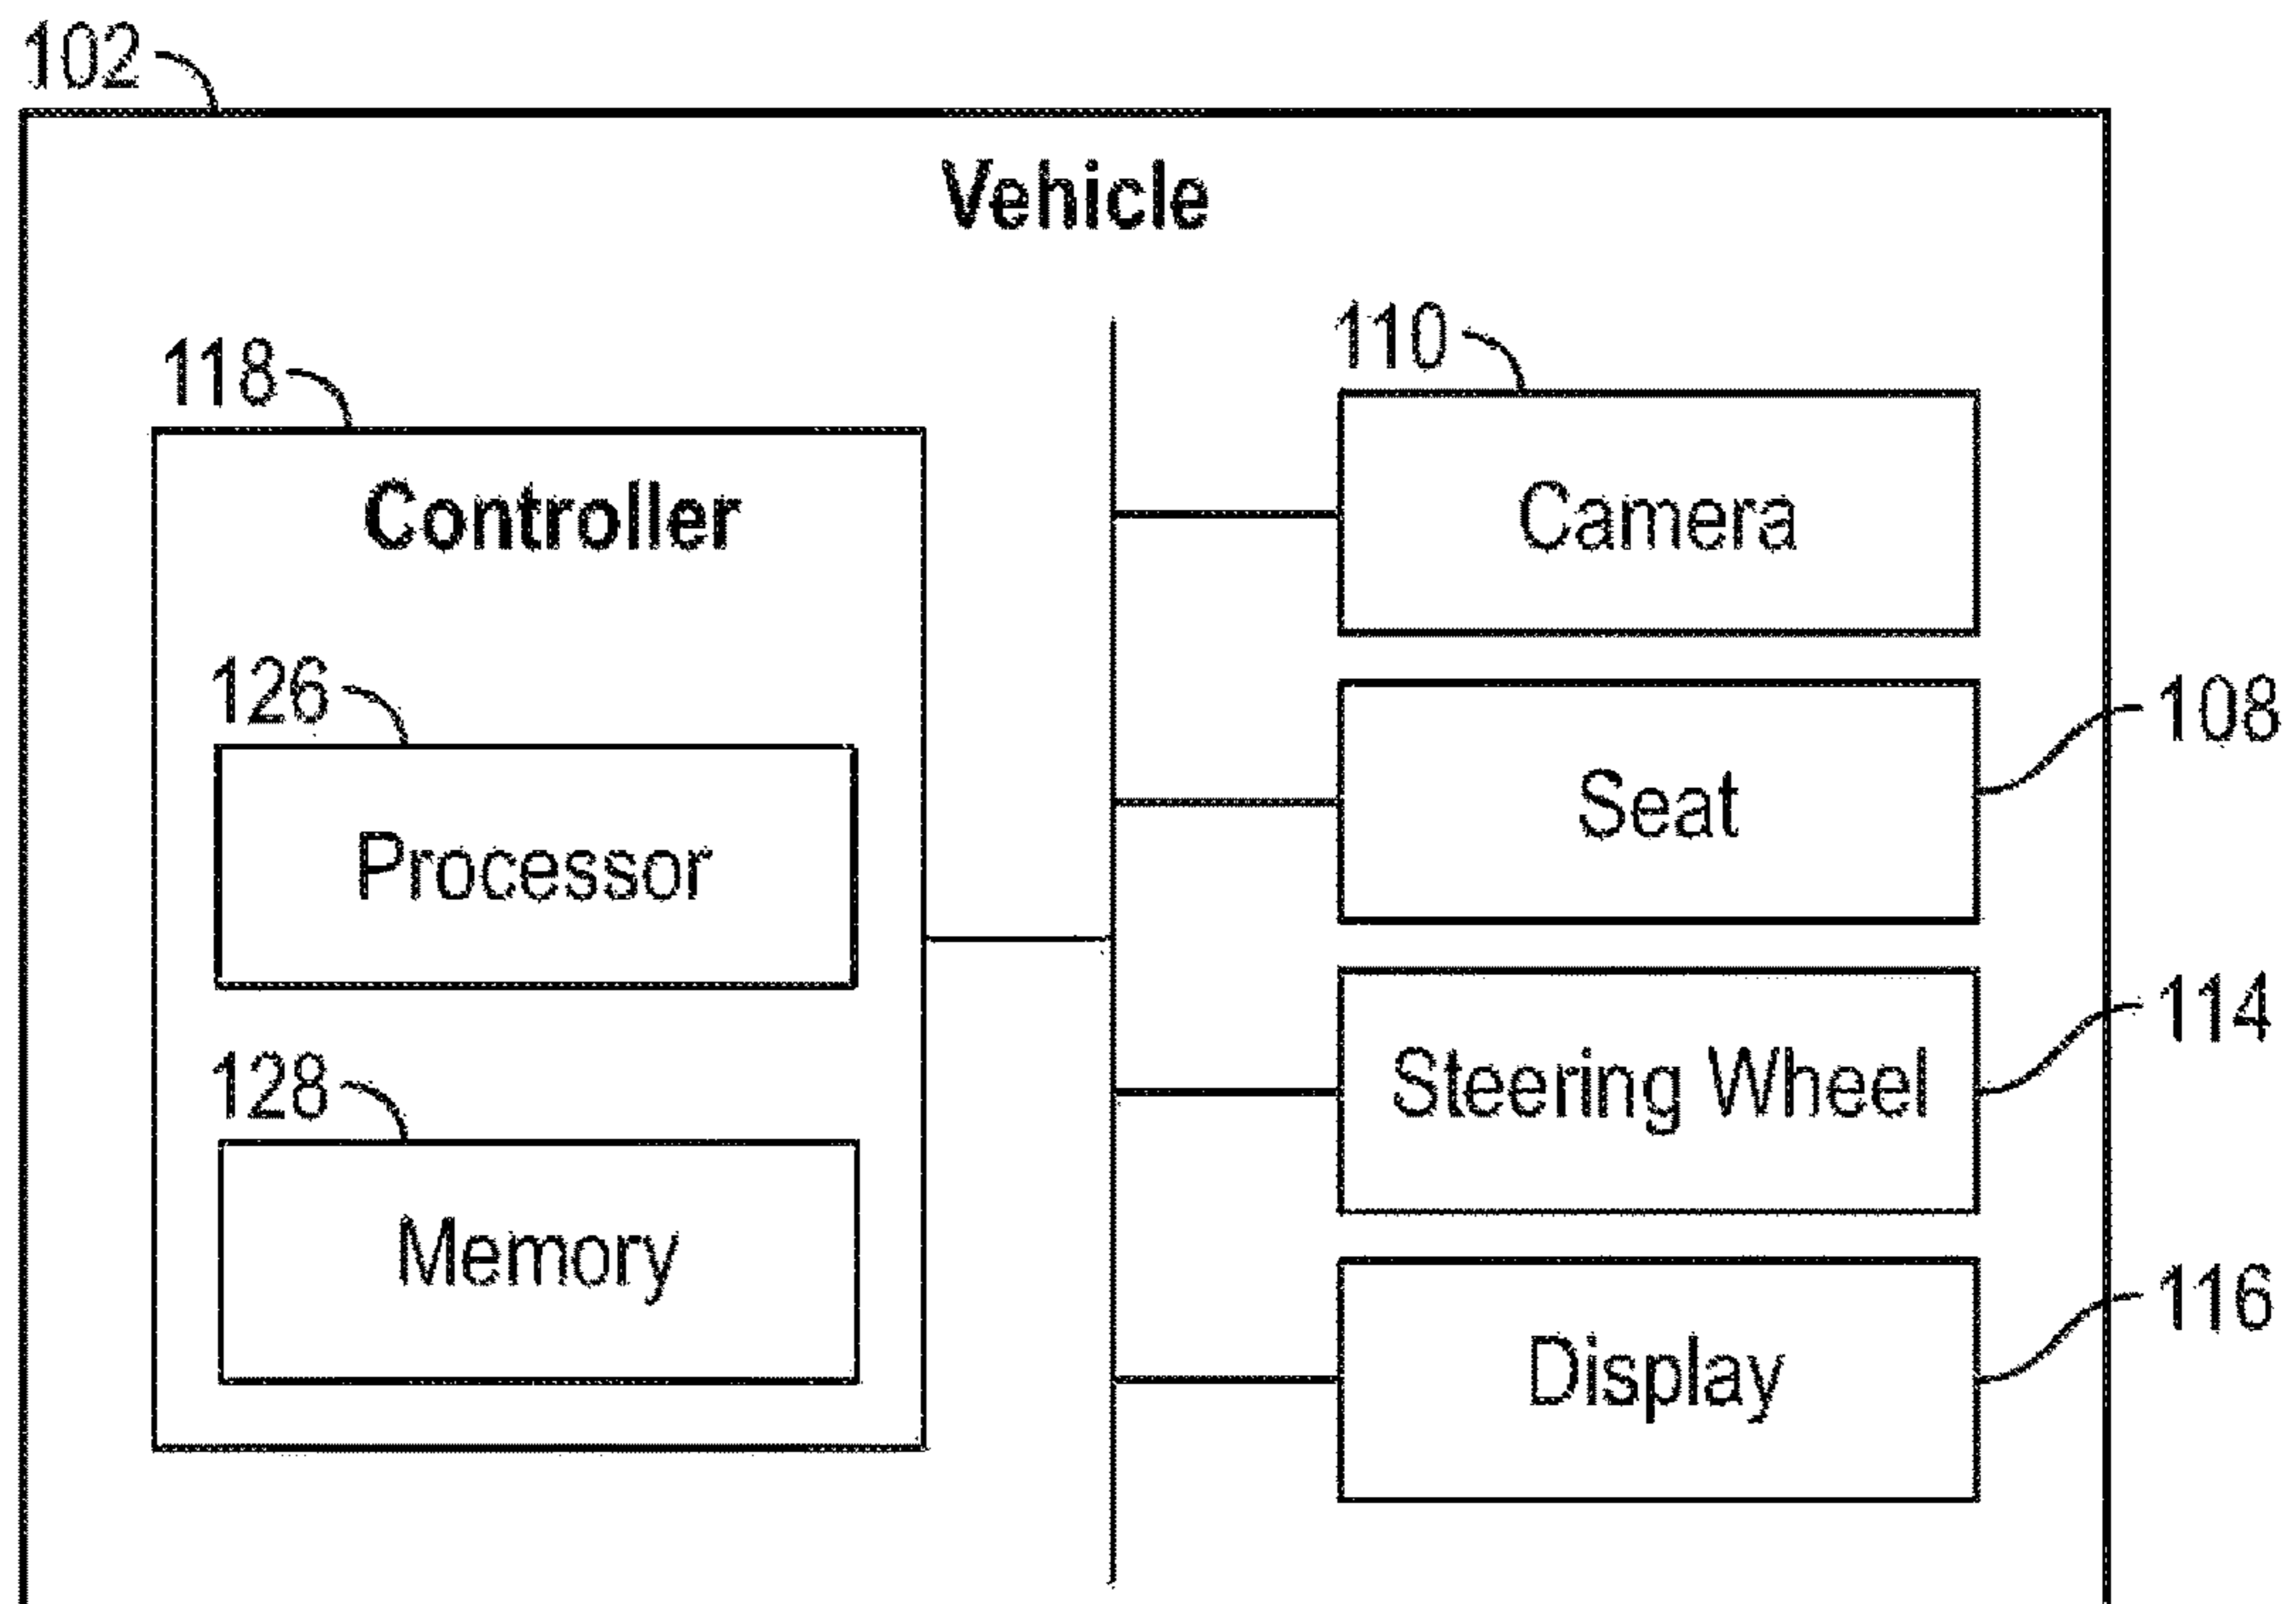 102
Vehicle
118
Controller
126
Processor
128
Memory
110
Camera
Seat
108
Steering Wheel
114
Display
116